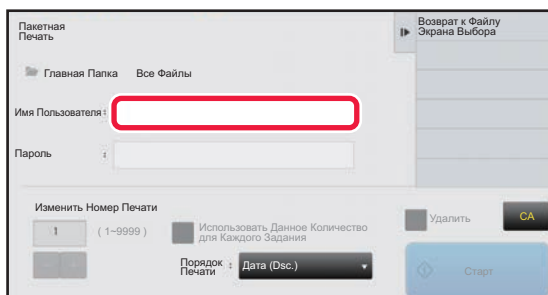 Пакетная
Печать
Возврат к Файлу
Экрана Выбора
Главная Папка Все Файлы
Имя Пользователя :
Пароль :
Изменить Номер Печати
1 (1~9999)
Использовать Данное Количество
для Каждого Задания
Порядок
Печати : Дата (Dsc.)
Удалить
CA
Старт